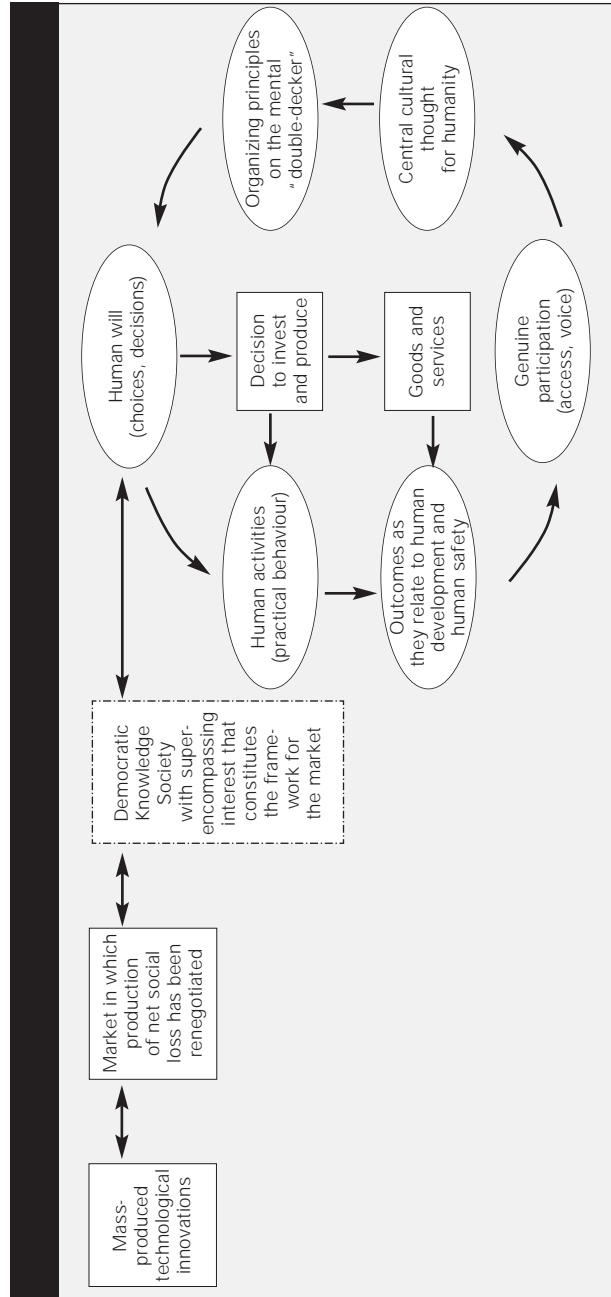 Mass-
produced
technological
innovations
Market in which
production
of net social
loss has been
renegotiated
Democratic
Knowledge
Society
with super-
encompassing
interest that
constitutes
the frame-
work for
the market
Human will
(choices, decisions)
Human activities
(practical behaviour)
Decision
to invest
and produce
Organizing principles
on the mental
“ double-decker”
Outcomes as
they relate to human
development and
human safety
Goods and
services
Central cultural
thought
for humanity
Genuine
participation
(access, voice)